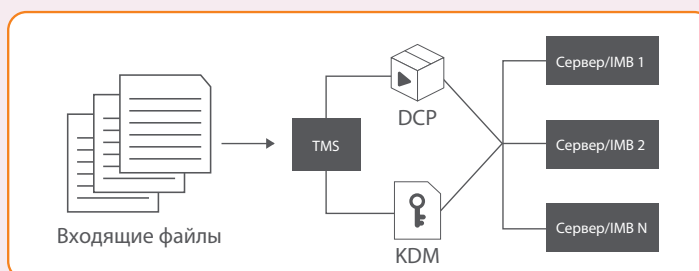 Входящие файлы
TMS
DCP
KDM
Сервер/IMB 1
Сервер/IMB 2
Сервер/IMB N